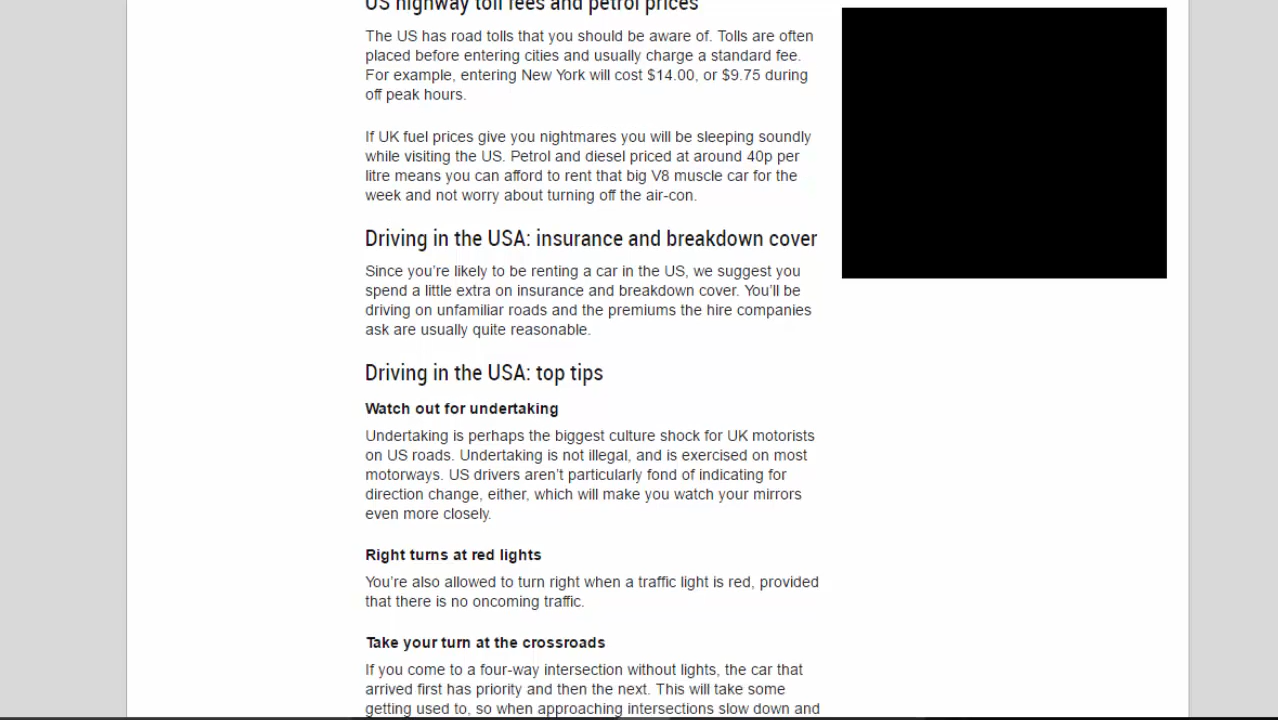 US highway toll fees and petrol prices
The US has road tolls that you should be aware of. Tolls are often
placed before entering cities and usually charge a standard fee.
For example, entering New York will cost $14.00, or $9.75 during
off peak hours.
If UK fuel prices give you nightmares you will be sleeping soundly
while visiting the US. Petrol and diesel priced at around 40p per
litre means you can afford to rent that big V8 muscle car for the
week and not worry about turning off the air-con.
Driving in the USA: insurance and breakdown cover
Since you’re likely to be renting a car in the US, we suggest you
spend a little extra on insurance and breakdown cover. You’ll be
driving on unfamiliar roads and the premiums the hire companies
ask are usually quite reasonable.
Driving in the USA: top tips
Watch out for undertaking
Undertaking is perhaps the biggest culture shock for UK motorists
on US roads. Undertaking is not illegal, and is exercised on most
motorways. US drivers aren’t particularly fond of indicating for
direction change, either, which will make you watch your mirrors
even more closely.
Right turns at red lights
You’re also allowed to turn right when a traffic light is red, provided
that there is no oncoming traffic.
Take your turn at the crossroads
If you come to a four-way intersection without lights, the car that
arrived first has priority and then the next. This will take some
getting used to, so when approaching intersections slow down and